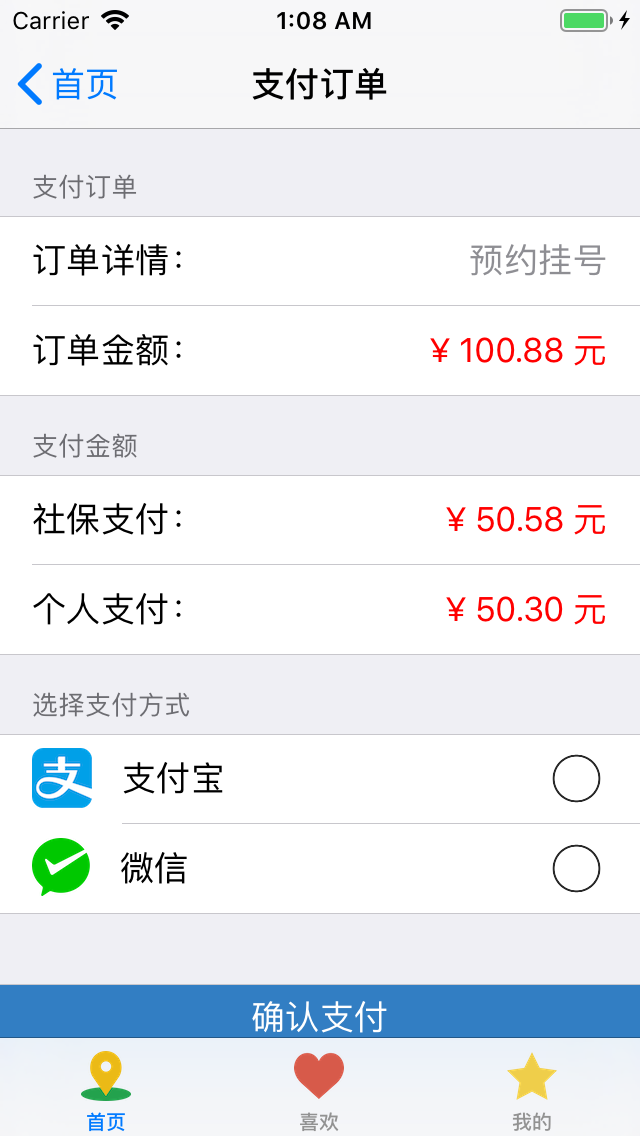 Carrier 1:08 AM
首页 支付订单
支付订单
订单详情： 预约挂号
订单金额： ¥ 100.88 元
支付金额
社保支付： ¥ 50.58 元
个人支付： ¥ 50.30 元
选择支付方式
支 支付宝
微信
确认支付
首页 喜欢 我的